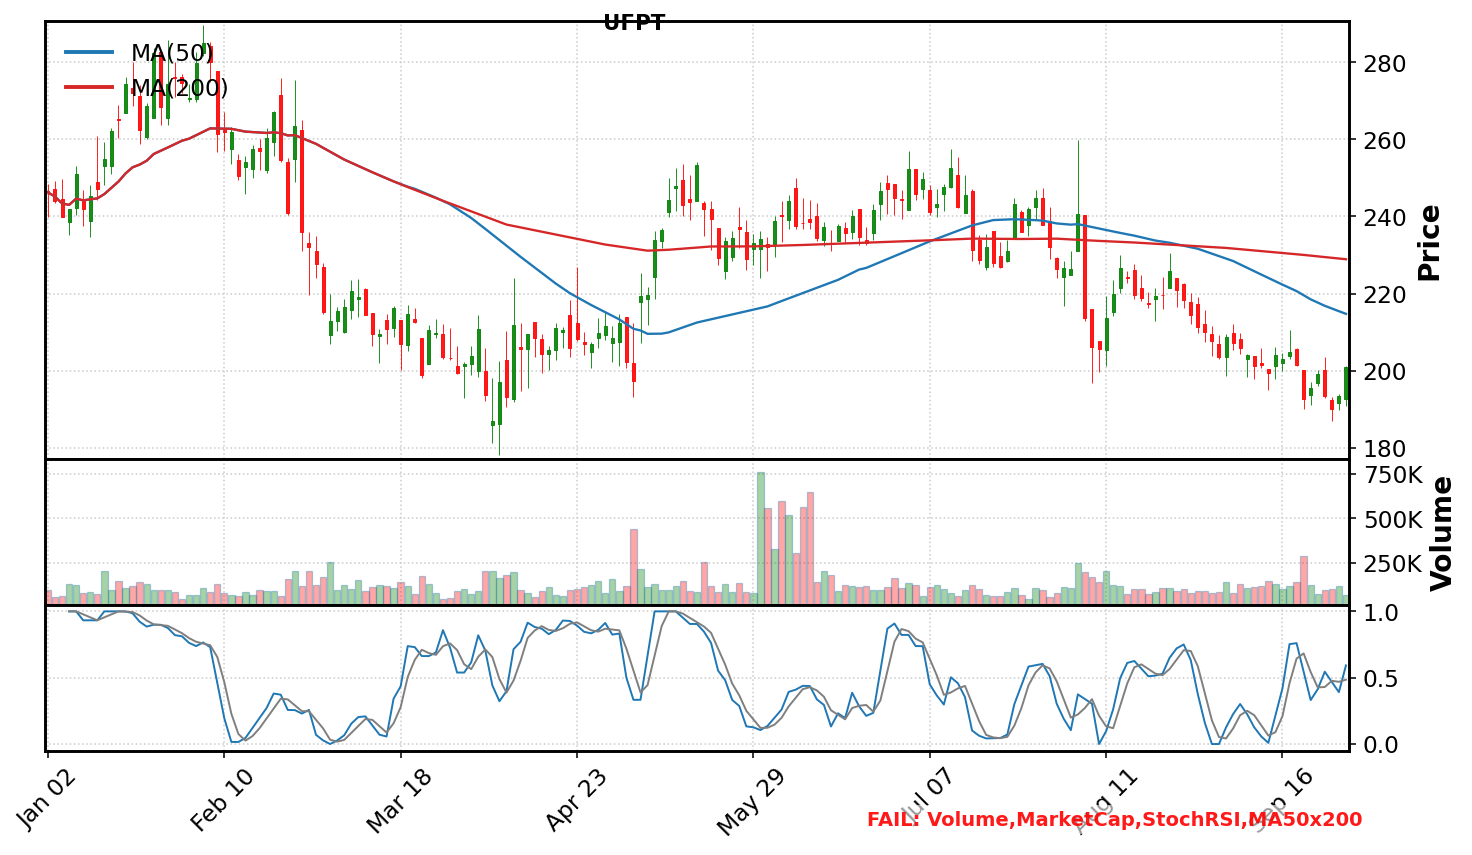 UFPT
MA(50)
MA(200)
280
260
240
220
200
180
Price
750K
500K
250K
Volume
1.0
0.5
0.0
Jan 02
Feb 10
Mar 18
Apr 23
May 29
Jul 07
Aug 11
Sep 16
FAIL: Volume,MarketCap,StochRSI,MA50x200